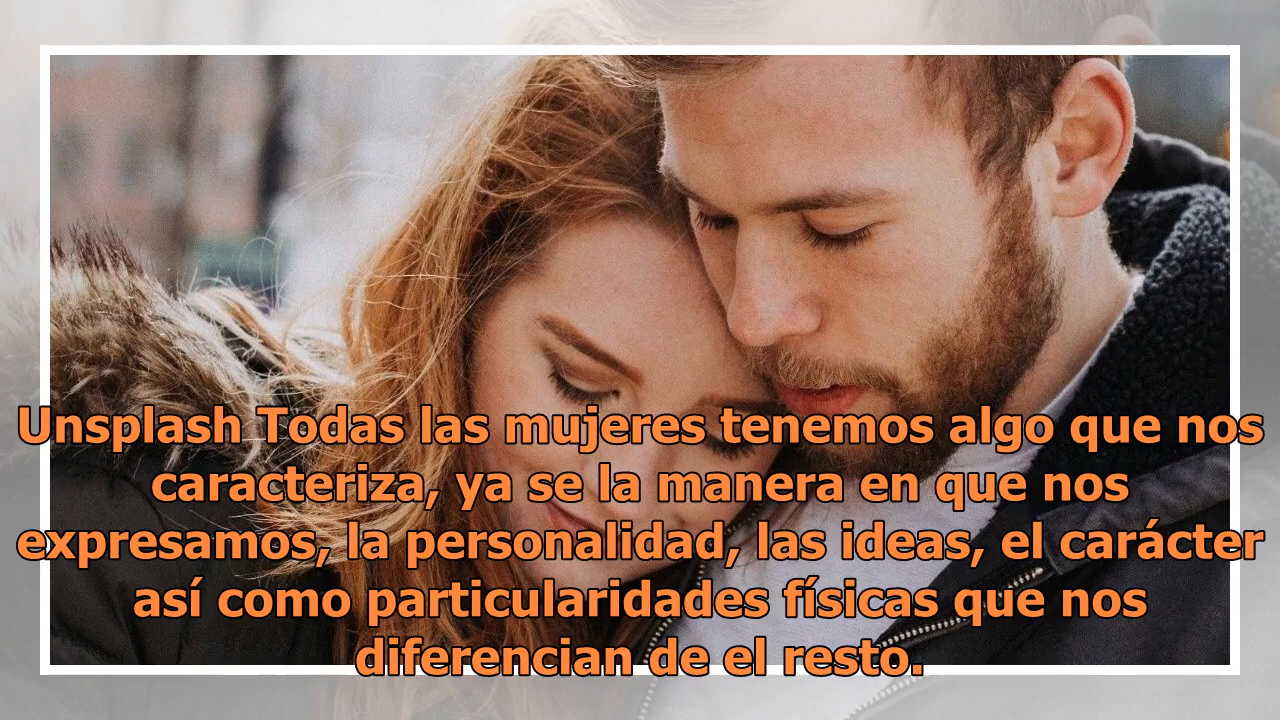 Unsplash Todas las mujeres tenemos algo que nos
caracteriza, ya se la manera en que nos
expresamos, la personalidad, las ideas, el carácter
así como particularidades físicas que nos
diferencian de el resto.